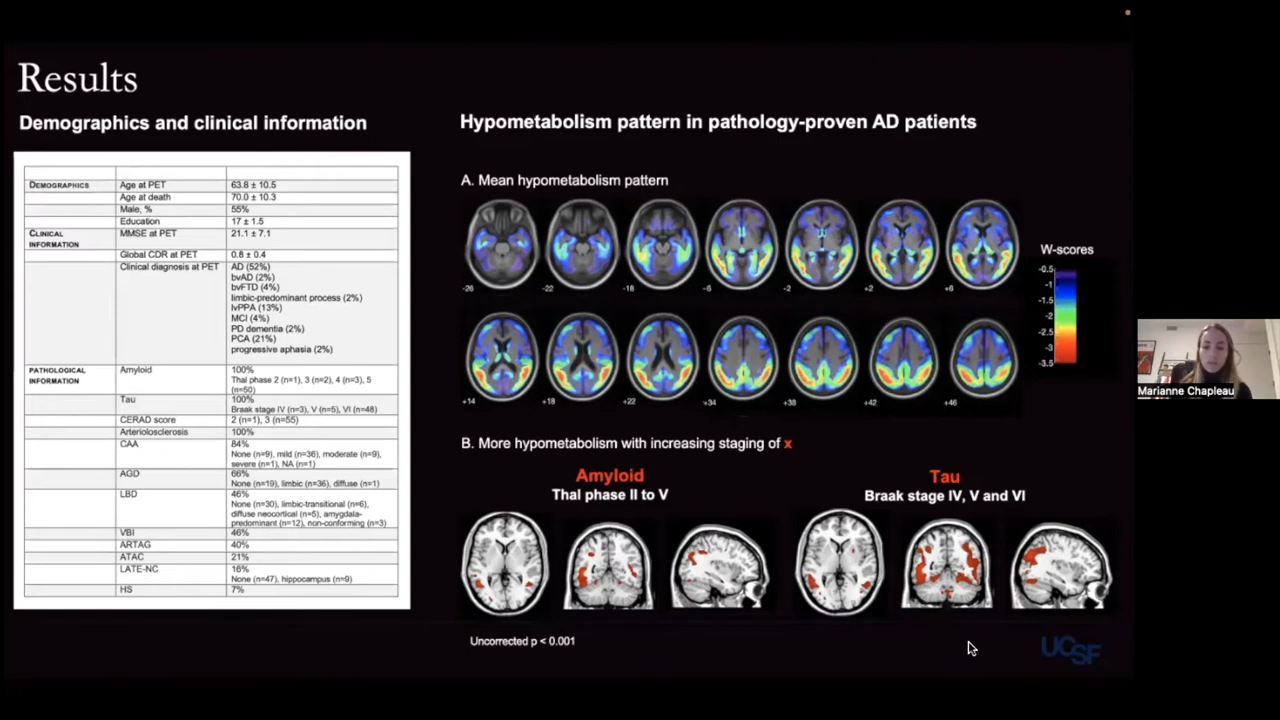 Results
Demographics and clinical information
DEMOGRAPHICS Age at PET 63.8 ± 10.5
Age at death 70.0 ± 10.3
Male, % 55%
Education 17 ± 1.5
CLINICAL INFORMATION MMSE at PET 21.1 ± 7.1
Global CDR at PET 0.8 ± 0.4
Clinical diagnosis at PET AD (52%)
bvAD (2%)
bvFTD (4%)
limbic-predominant process (2%)
lvPPA (13%)
MCI (4%)
PD dementia (2%)
PCA (21%)
progressive aphasia (2%)
PATHOLOGICAL INFORMATION Amyloid 100%
Thal phase 2 (n=1), 3 (n=2), 4 (n=3), 5
(n=50)
Tau 100%
Braak stage IV (n=3), V (n=5), VI (n=48)
CERAD score 2 (n=1), 3 (n=55)
Arteriolosclerosis 100%
CAA 84%
None (n=9), mild (n=36), moderate (n=9),
severe (n=1), NA (n=1)
AGD 66%
None (n=19), limbic (n=36), diffuse (n=1)
LBD 46%
None (n=30), limbic-transitional (n=6),
diffuse neocortical (n=5), amygdala-
predominant (n=12), non-conforming (n=3)
VBI 46%
ARTAG 40%
ATAC 21%
LATE-NC 16%
None (n=47), hippocampus (n=9)
HS 7%
Hypometabolism pattern in pathology-proven AD patients
A. Mean hypometabolism pattern
-26 -22 -18 -6 -2 +2 +6
+14 +18 +22 +34 +38 +42 +46
W-scores
-0.5
-1
-1.5
-2
-2.5
-3
-3.5
B. More hypometabolism with increasing staging of x
Amyloid
Thal phase II to V
Tau
Braak stage IV, V and VI
Uncorrected p < 0.001
UCSF
Marianne Chapleau